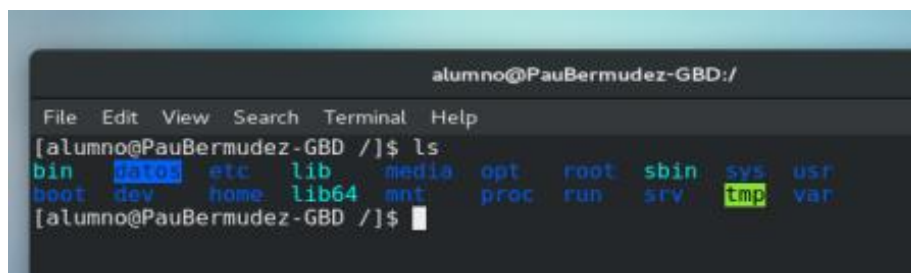 alumno@PauBermudez-GBD:/
File Edit View Search Terminal Help
[alumno@PauBermudez-GBD /]$ ls
bin datos etc lib media opt root sbin sys usr
boot dev home lib64 mnt proc run srv tmp var
[alumno@PauBermudez-GBD /]$